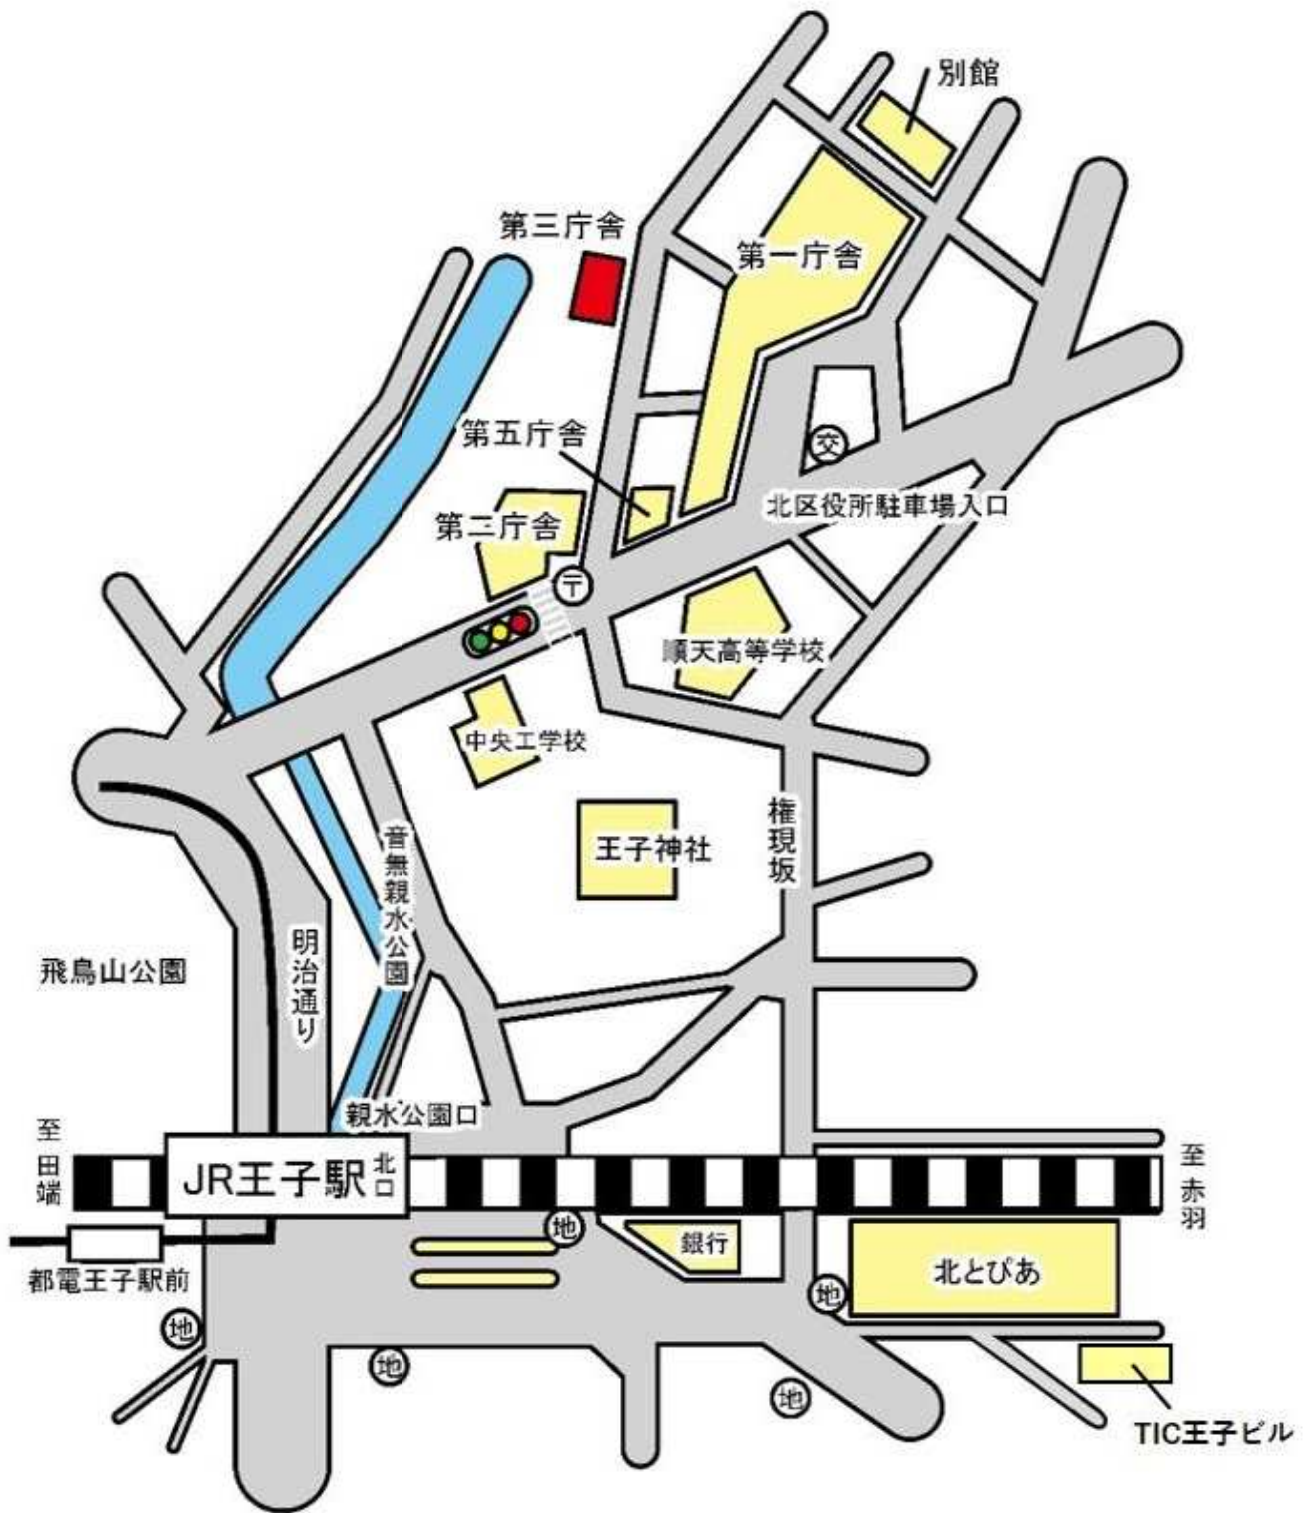 別館
第三庁舎
第一庁舎
第五庁舎
交
北区役所駐車場入口
第二庁舎
〒
順天高等学校
中央工学校
王子神社
権現坂
音無親水公園
明治通り
飛鳥山公園
親水公園口
至田端
JR王子駅
北口
至赤羽
地
銀行
北とぴあ
都電王子駅前
地
地
地
地
TIC王子ビル